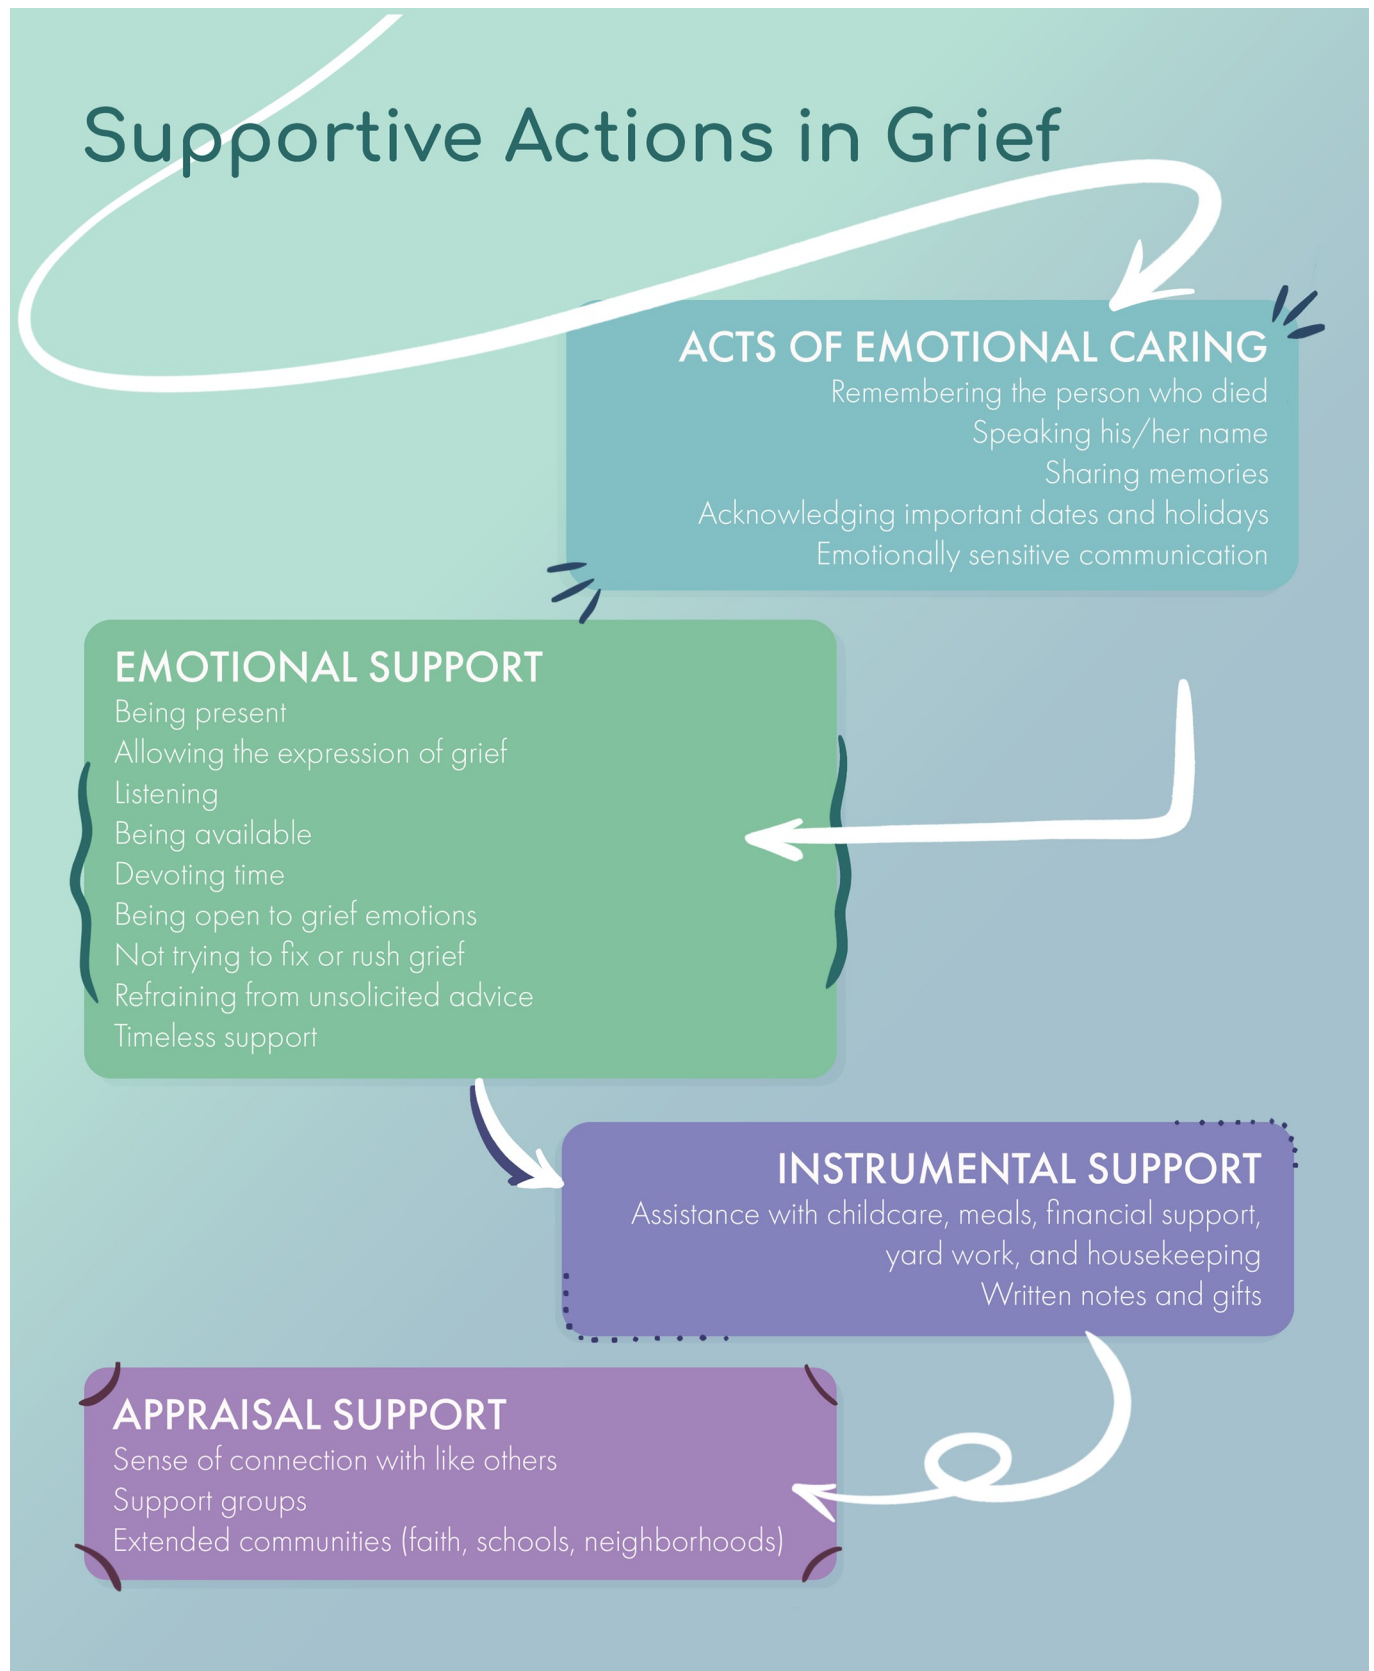 Supportive Actions in Grief
ACTS OF EMOTIONAL CARING
Remembering the person who died
Speaking his/her name
Sharing memories
Acknowledging important dates and holidays
Emotionally sensitive communication
EMOTIONAL SUPPORT
Being present
Allowing the expression of grief
Listening
Being available
Devoting time
Being open to grief emotions
Not trying to fix or rush grief
Refraining from unsolicited advice
Timeless support
INSTRUMENTAL SUPPORT
Assistance with childcare, meals, financial support,
yard work, and housekeeping
Written notes and gifts
APPRAISAL SUPPORT
Sense of connection with like others
Support groups
Extended communities (faith, schools, neighborhoods)